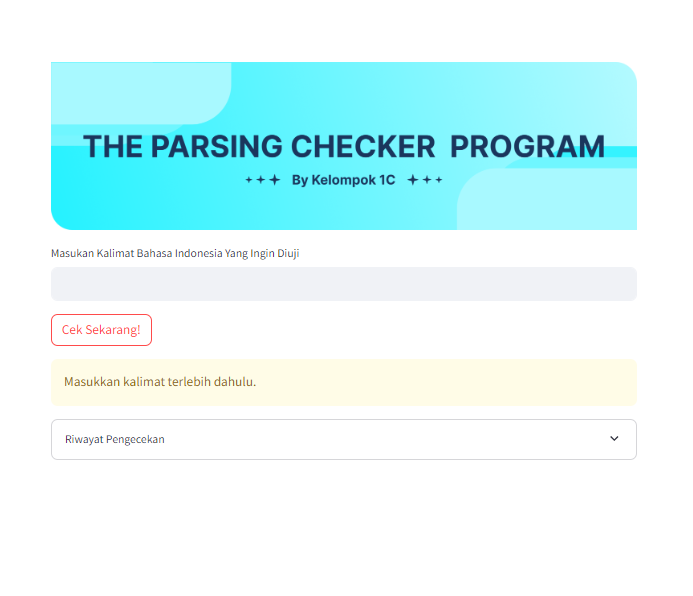 THE PARSING CHECKER PROGRAM
By Kelompok 1C
Masukan Kalimat Bahasa Indonesia Yang Ingin Diuji
Cek Sekarang!
Masukkan kalimat terlebih dahulu.
Riwayat Pengecekan